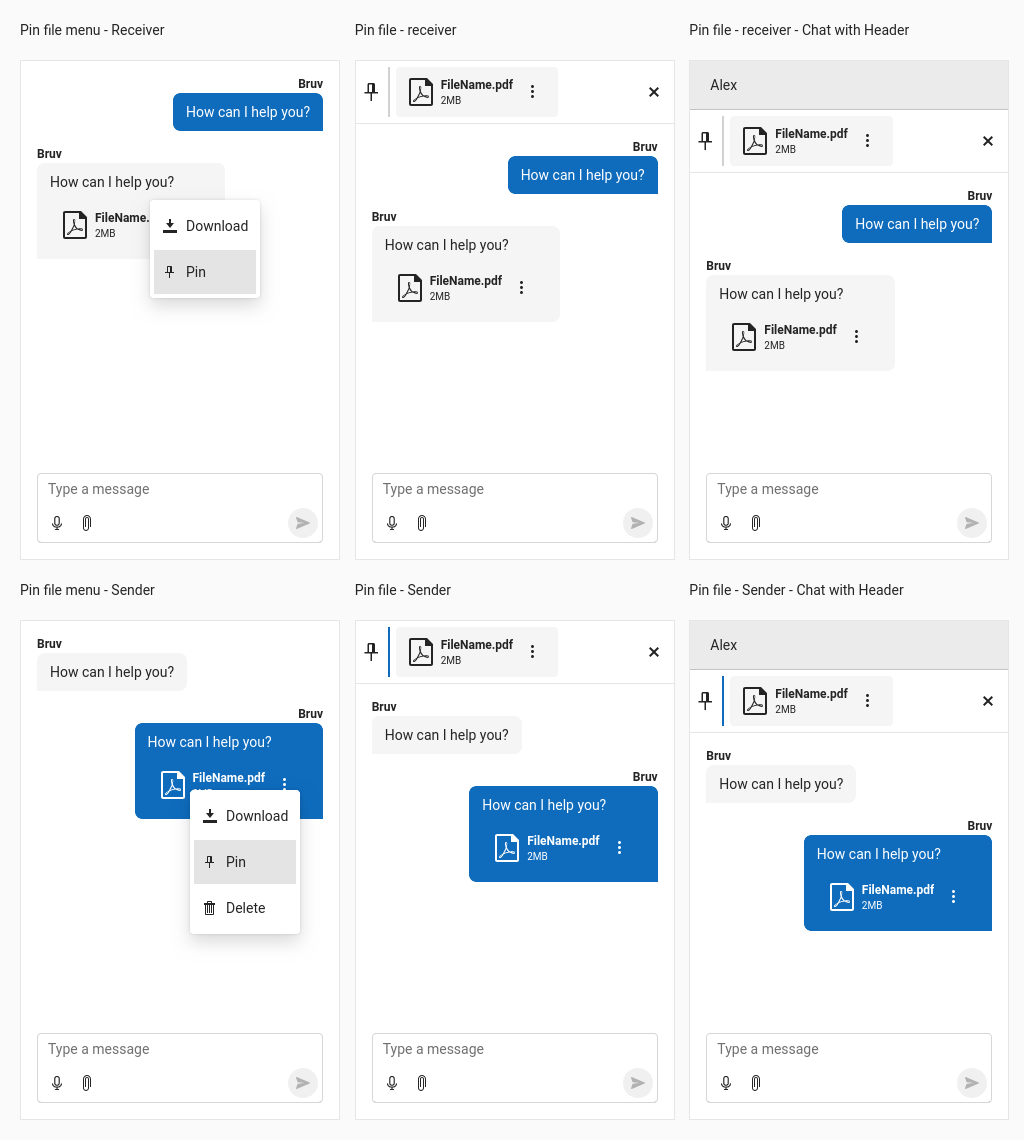 Pin file menu - Receiver
Bruv
How can I help you?
Bruv
How can I help you?
FileName.
2MB
Download
Pin
Type a message
Pin file - receiver
FileName.pdf
2MB
Bruv
How can I help you?
Bruv
How can I help you?
FileName.pdf
2MB
Type a message
Pin file - receiver - Chat with Header
Alex
FileName.pdf
2MB
Bruv
How can I help you?
Bruv
How can I help you?
FileName.pdf
2MB
Type a message
Pin file menu - Sender
Bruv
How can I help you?
Bruv
How can I help you?
FileName.pdf
Download
Pin
Delete
Type a message
Pin file - Sender
FileName.pdf
2MB
Bruv
How can I help you?
Bruv
How can I help you?
FileName.pdf
2MB
Type a message
Pin file - Sender - Chat with Header
Alex
FileName.pdf
2MB
Bruv
How can I help you?
Bruv
How can I help you?
FileName.pdf
2MB
Type a message